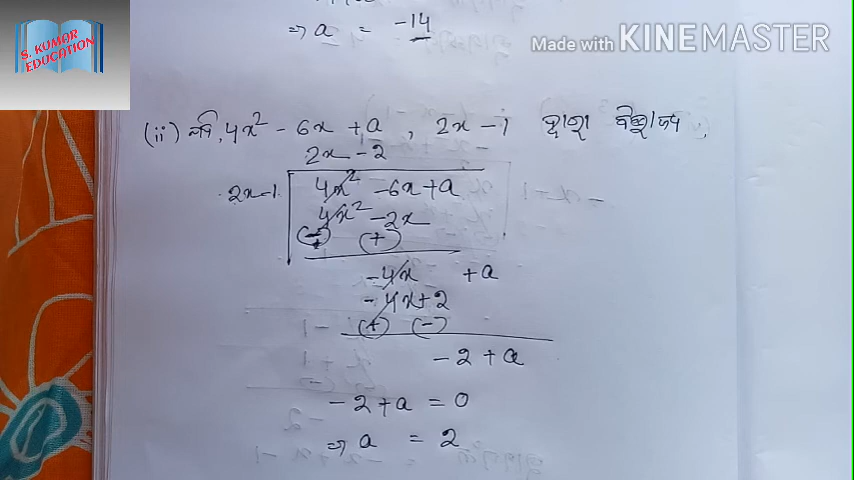 ⇒ a = -14
Made with KINEMASTER
S. KUMAR
EDUCATION
(ii) ଯଦି, 4x² - 6x + a , 2x - 1 ଦ୍ୱାରା ବିଭାଜ୍ୟ,
2x - 2
2x-1 4x² - 6x + a
4x² - 2x
(-) (+)
-4x + a
-4x + 2
(+) (-)
-2 + a
-2 + a = 0
⇒ a = 2